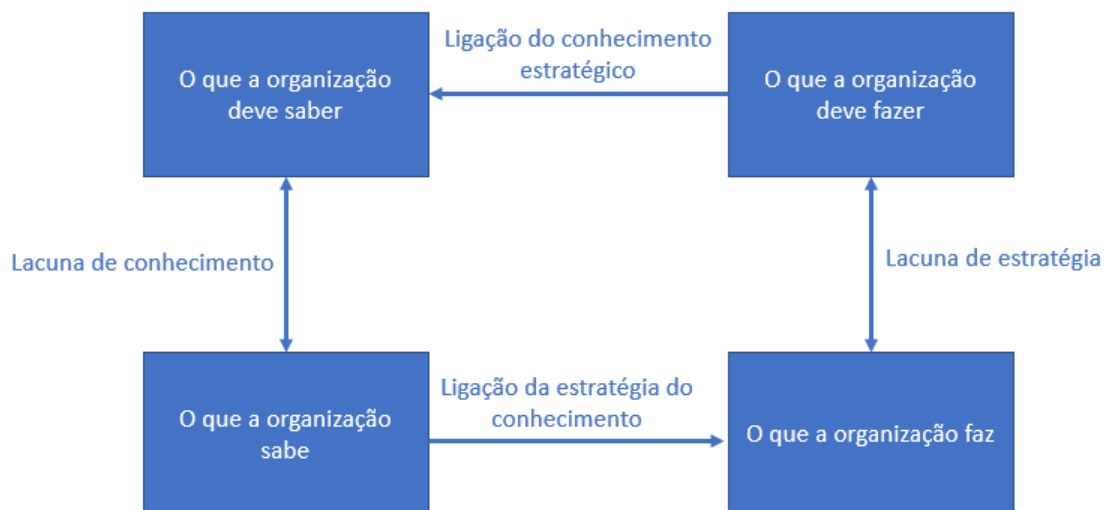 Ligação do conhecimento
estratégico
O que a organização
deve saber
O que a organização
deve fazer
Lacuna de conhecimento
Lacuna de estratégia
Ligação da estratégia do
conhecimento
O que a organização
sabe
O que a organização faz